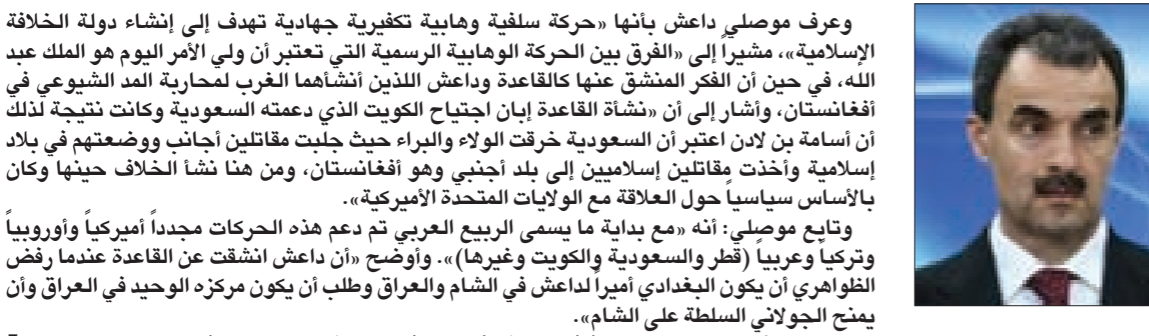 وعرف موصلي داعش بأنها «حركة سلفية وهابية تكفيرية جهادية تهدف إلى إنشاء دولة الخلافة
الإسلامية»، مشيراً إلى «الفرق بين الحركة الوهابية الرسمية التي تعتبر أن ولي الأمر اليوم هو الملك عبد
الله، في حين أن الفكر المنشق عنها كالقاعدة وداعش اللذين أنشأهما الغرب لمحاربة المد الشيوعي في
أفغانستان، وأشار إلى أن «نشأة القاعدة إبان اجتياح الكويت الذي دعمته السعودية وكانت نتيجة لذلك
أن أسامة بن لادن اعتبر أن السعودية خرقت الولاء والبراء حيث جلبت مقاتلين أجانب ووضعتهم في بلاد
إسلامية وأخذت مقاتلين إسلاميين إلى بلد أجنبي وهو أفغانستان، ومن هنا نشأ الخلاف حينها وكان
بالأساس سياسياً حول العلاقة مع الولايات المتحدة الأميركية».
وتابع موصلي: أنه «مع بداية ما يسمى الربيع العربي تم دعم هذه الحركات مجدداً أميركياً وأوروبياً
وتركياً وعربياً (قطر والسعودية والكويت وغيرها)». وأوضح «أن داعش انشقت عن القاعدة عندما رفض
الظواهري أن يكون البغدادي أميراً لداعش في الشام والعراق وطلب أن يكون مركزه الوحيد في العراق وأن
يمنح الجولاني السلطة على الشام».